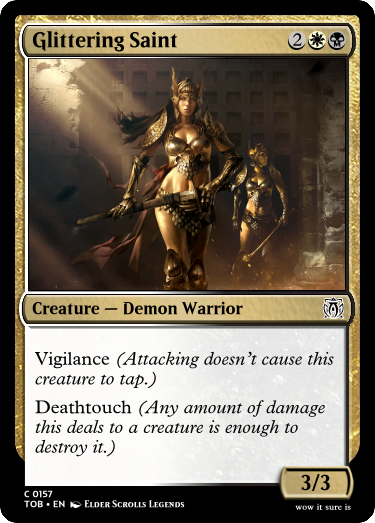 Glittering Saint 2
Creature — Demon Warrior
Vigilance (Attacking doesn't cause this
creature to tap.)
Deathtouch (Any amount of damage
this deals to a creature is enough to
destroy it.)
3/3
C 0157
TOB • EN Elder Scrolls Legends
wow it sure is